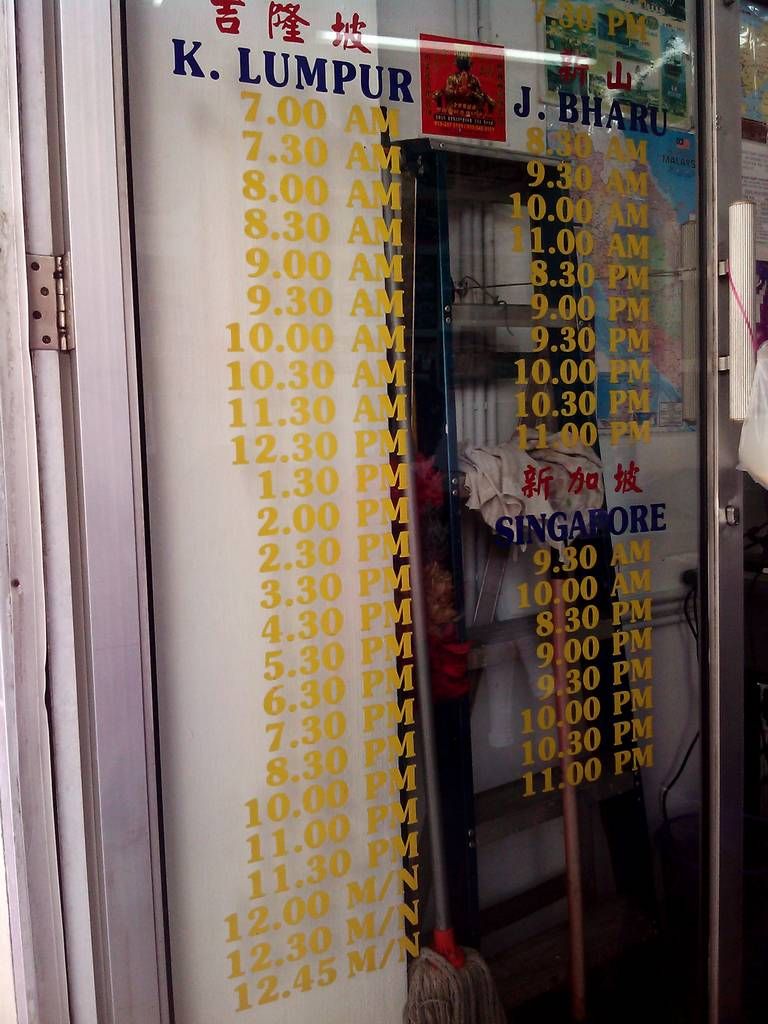 吉隆坡
K. LUMPUR
7.00 AM
7.30 AM
8.00 AM
8.30 AM
9.00 AM
9.30 AM
10.00 AM
10.30 AM
11.30 AM
12.30 PM
1.30 PM
2.00 PM
2.30 PM
3.30 PM
4.30 PM
5.30 PM
6.30 PM
7.30 PM
8.30 PM
10.00 PM
11.00 PM
11.30 PM
12.00 M/N
12.30 M/N
12.45 M/N
7.30 PM
新山
J. BHARU
8.30 AM
9.30 AM
10.00 AM
11.00 AM
8.30 PM
9.00 PM
9.30 PM
10.00 PM
10.30 PM
11.00 PM
新加坡
SINGAPORE
9.30 AM
10.00 AM
8.30 PM
9.00 PM
9.30 PM
10.00 PM
10.30 PM
11.00 PM